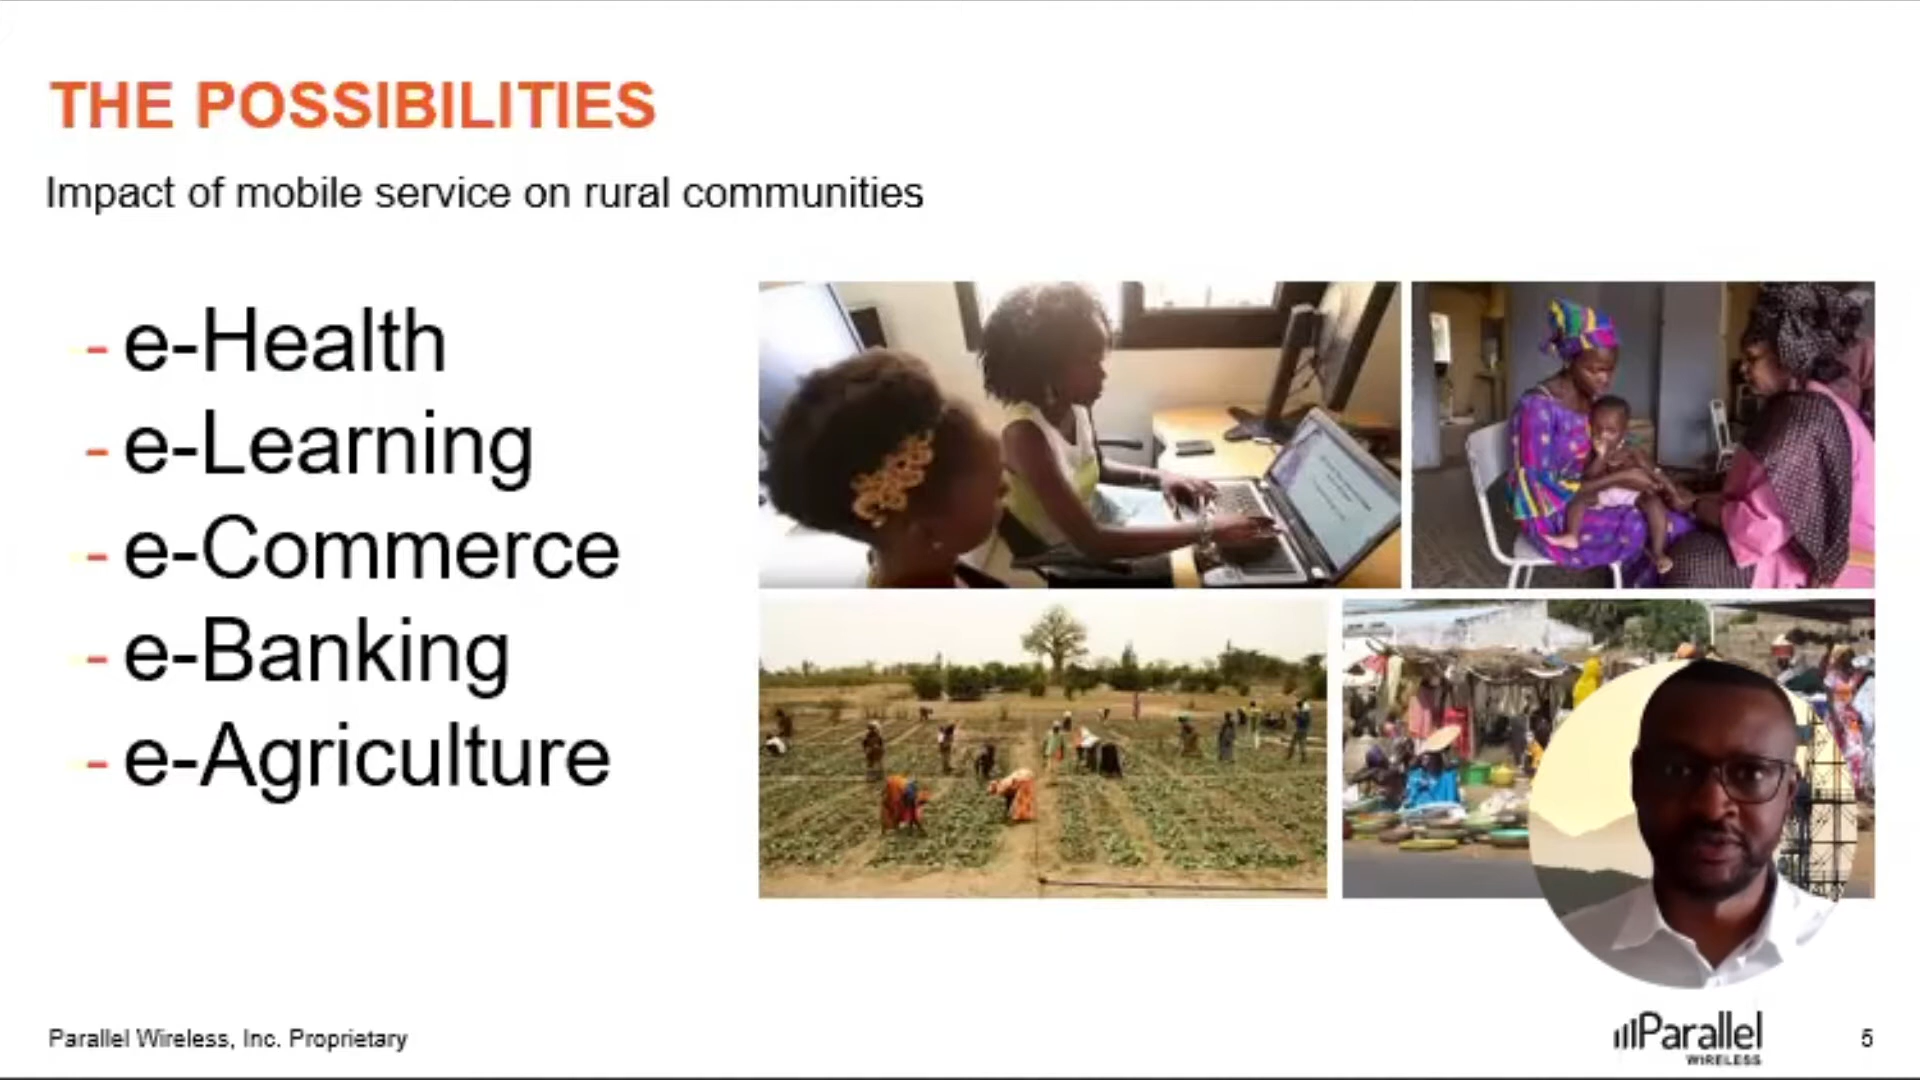 THE POSSIBILITIES
Impact of mobile service on rural communities
- e-Health
- e-Learning
- e-Commerce
- e-Banking
- e-Agriculture
Parallel Wireless, Inc. Proprietary
Parallel
WIRELESS
5